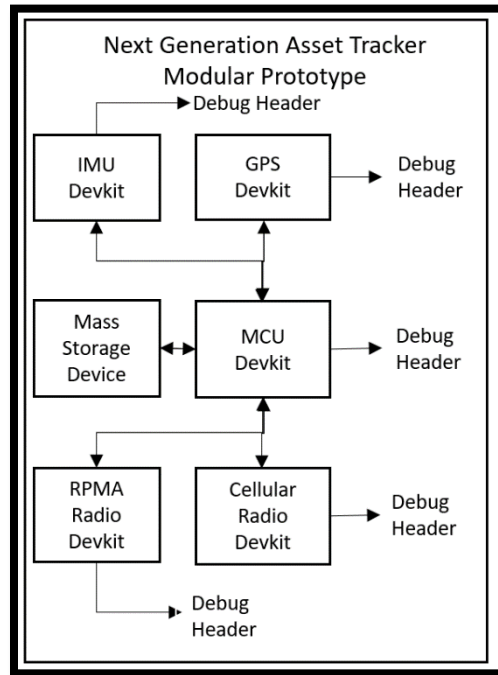 Next Generation Asset Tracker
Modular Prototype
Debug Header
IMU
Devkit
GPS
Devkit
Debug
Header
Mass
Storage
Device
MCU
Devkit
Debug
Header
RPMA
Radio
Devkit
Cellular
Radio
Devkit
Debug
Header
Debug
Header